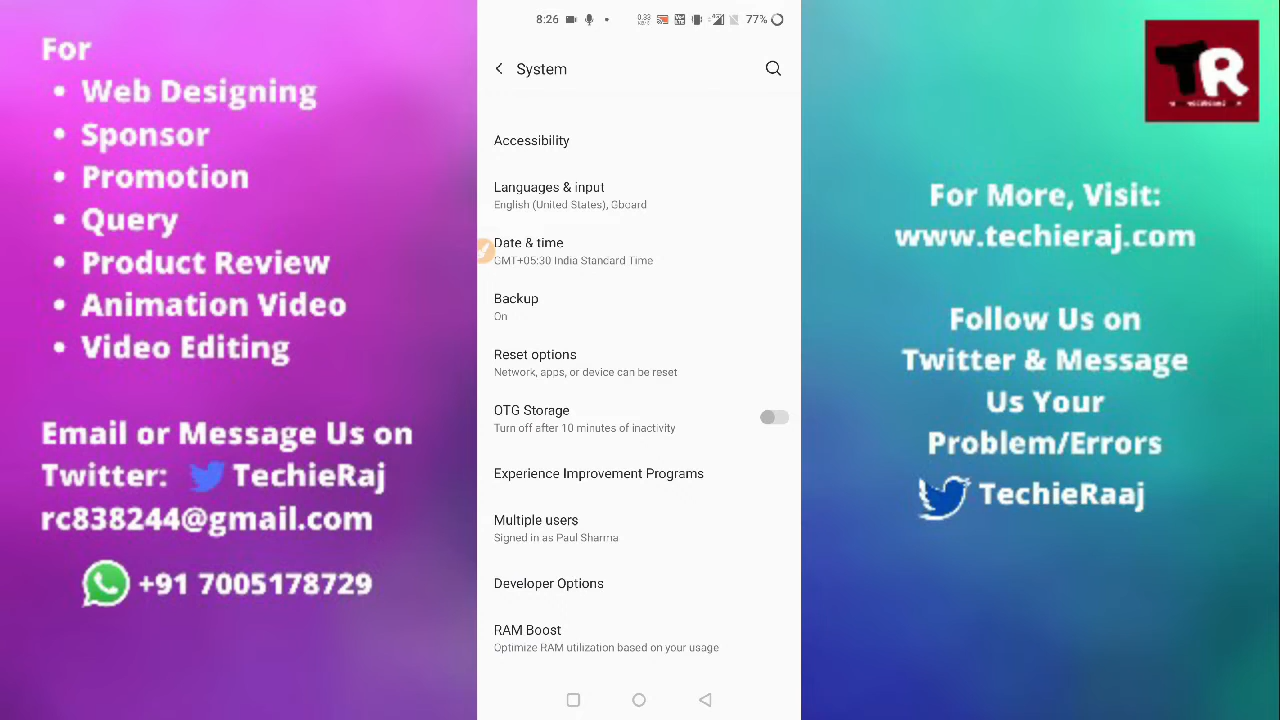 For
• Web Designing
• Sponsor
• Promotion
• Query
• Product Review
• Animation Video
• Video Editing
Email or Message Us on
Twitter: TechieRaj
rc838244@gmail.com
+91 7005178729
8:26
77%
System
Accessibility
Languages & input
English (United States), Gboard
Date & time
GMT+05:30 India Standard Time
Backup
On
Reset options
Network, apps, or device can be reset
OTG Storage
Turn off after 10 minutes of inactivity
Experience Improvement Programs
Multiple users
Signed in as Paul Sharma
Developer Options
RAM Boost
Optimize RAM utilization based on your usage
TR
For More, Visit:
www.techieraj.com
Follow Us on
Twitter & Message
Us Your
Problem/Errors
TechieRaaj